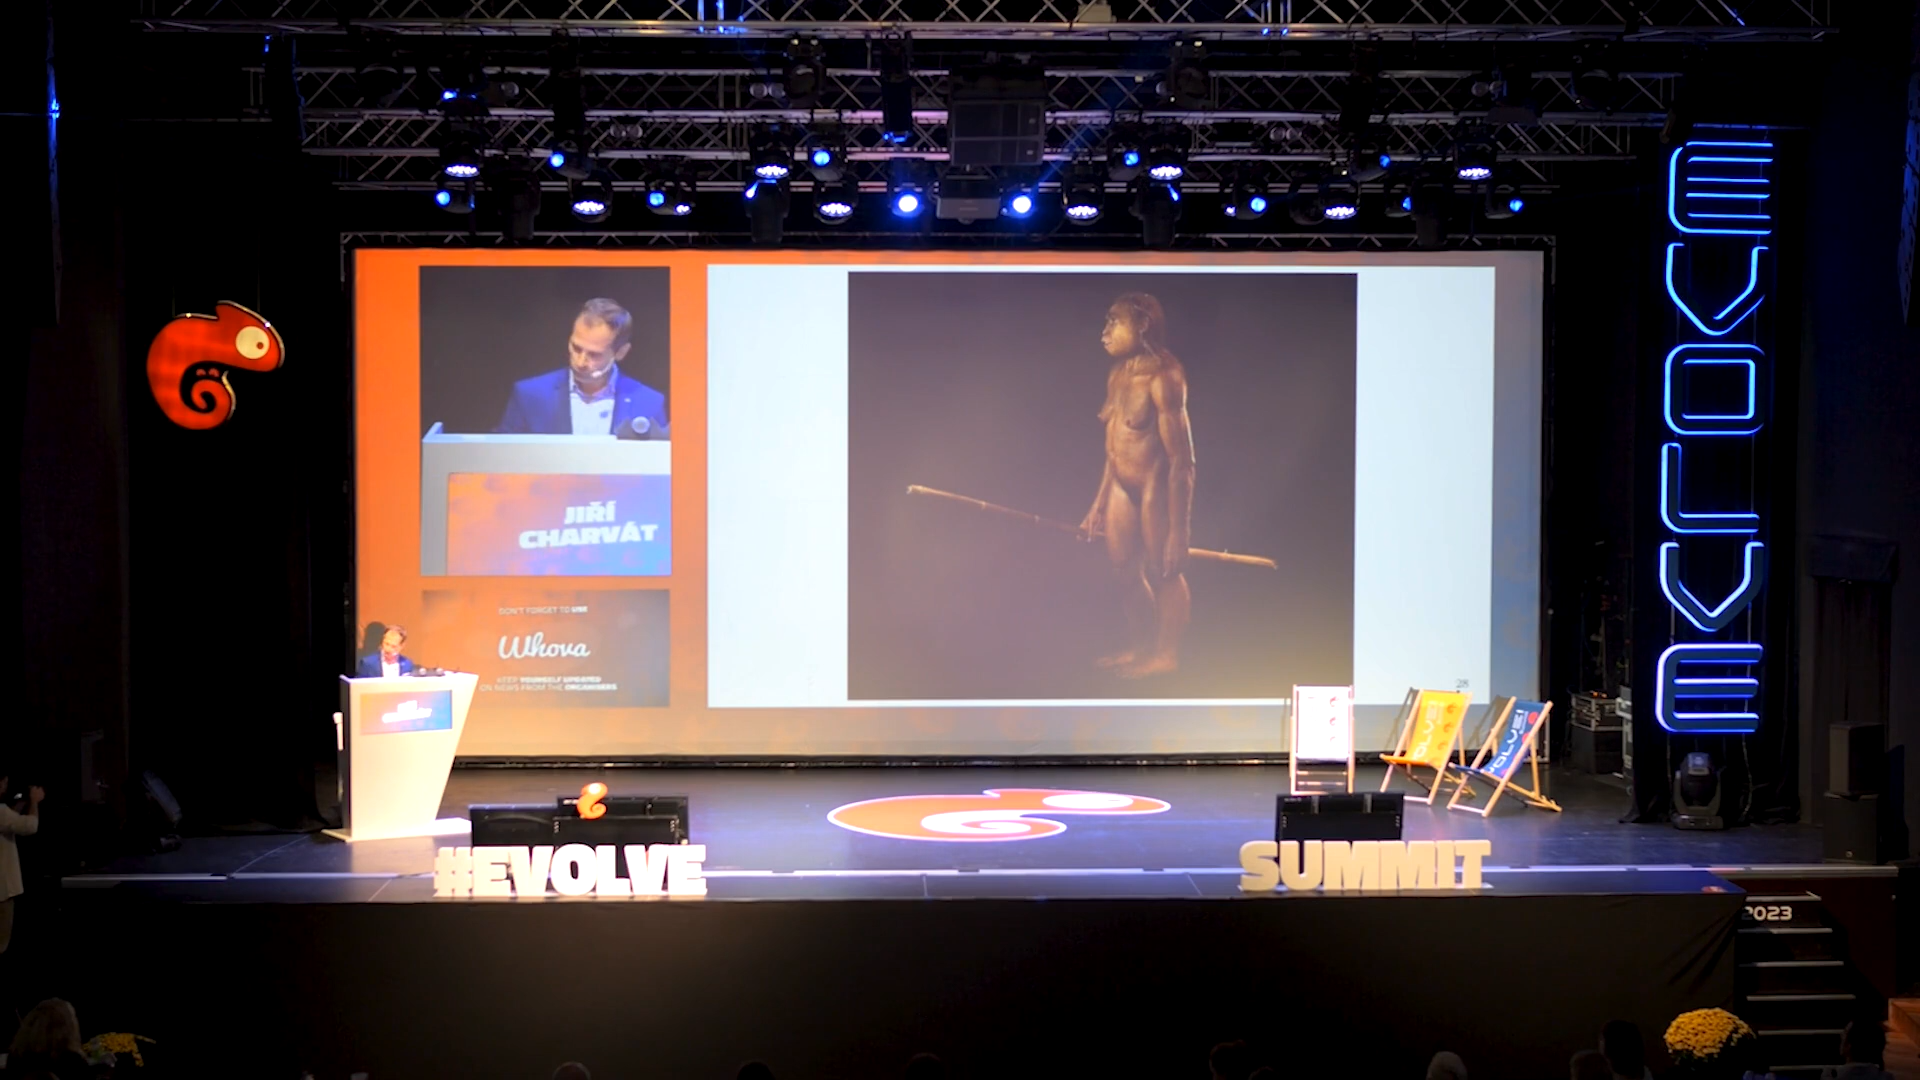 JIŘÍ
CHARVÁT
DON'T FORGET TO USE
Whova
KEEP YOURSELF UPDATED
ON NEWS FROM THE ORGANISERS
28
EVOLVE
#EVOLVE
SUMMIT
2023